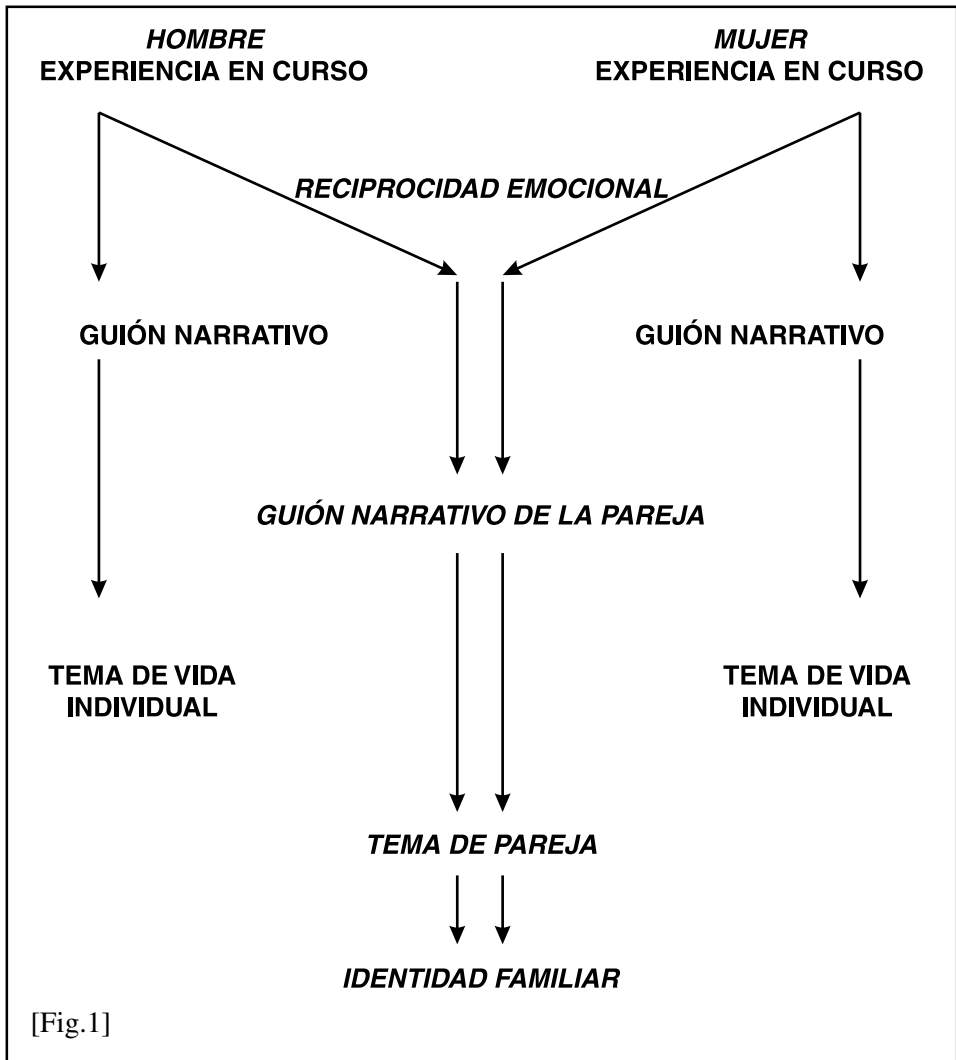 HOMBRE
EXPERIENCIA EN CURSO
MUJER
EXPERIENCIA EN CURSO
RECIPROCIDAD EMOCIONAL
GUIÓN NARRATIVO
GUIÓN NARRATIVO
GUIÓN NARRATIVO DE LA PAREJA
TEMA DE VIDA
INDIVIDUAL
TEMA DE VIDA
INDIVIDUAL
TEMA DE PAREJA
IDENTIDAD FAMILIAR
[Fig.1]